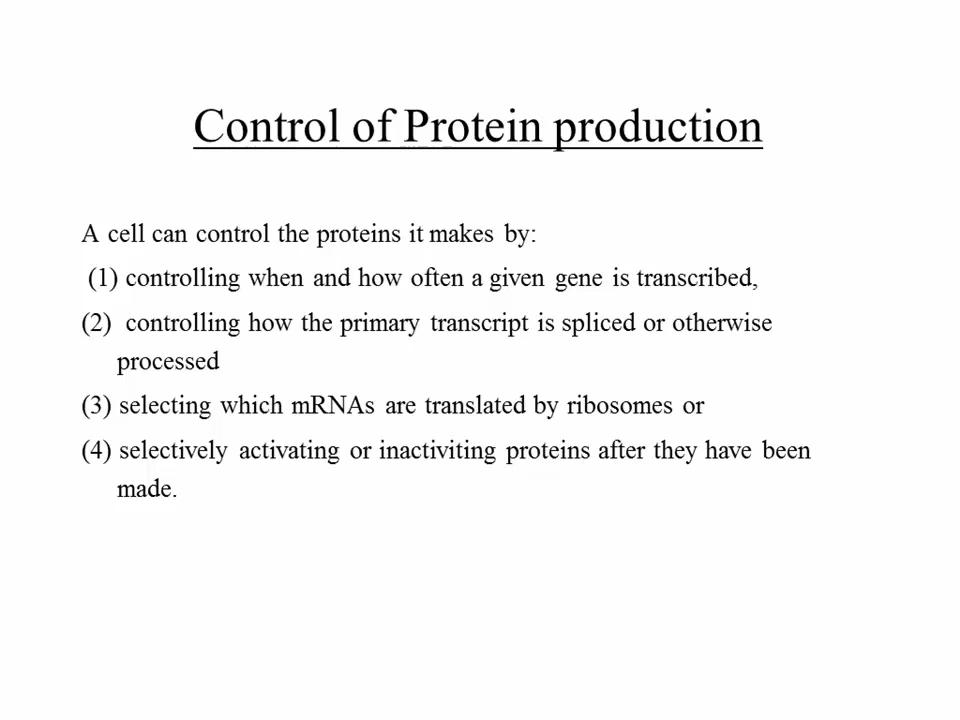 Control of Protein production
A cell can control the proteins it makes by:
(1) controlling when and how often a given gene is transcribed,
(2) controlling how the primary transcript is spliced or otherwise
processed
(3) selecting which mRNAs are translated by ribosomes or
(4) selectively activating or inactiviting proteins after they have been
made.